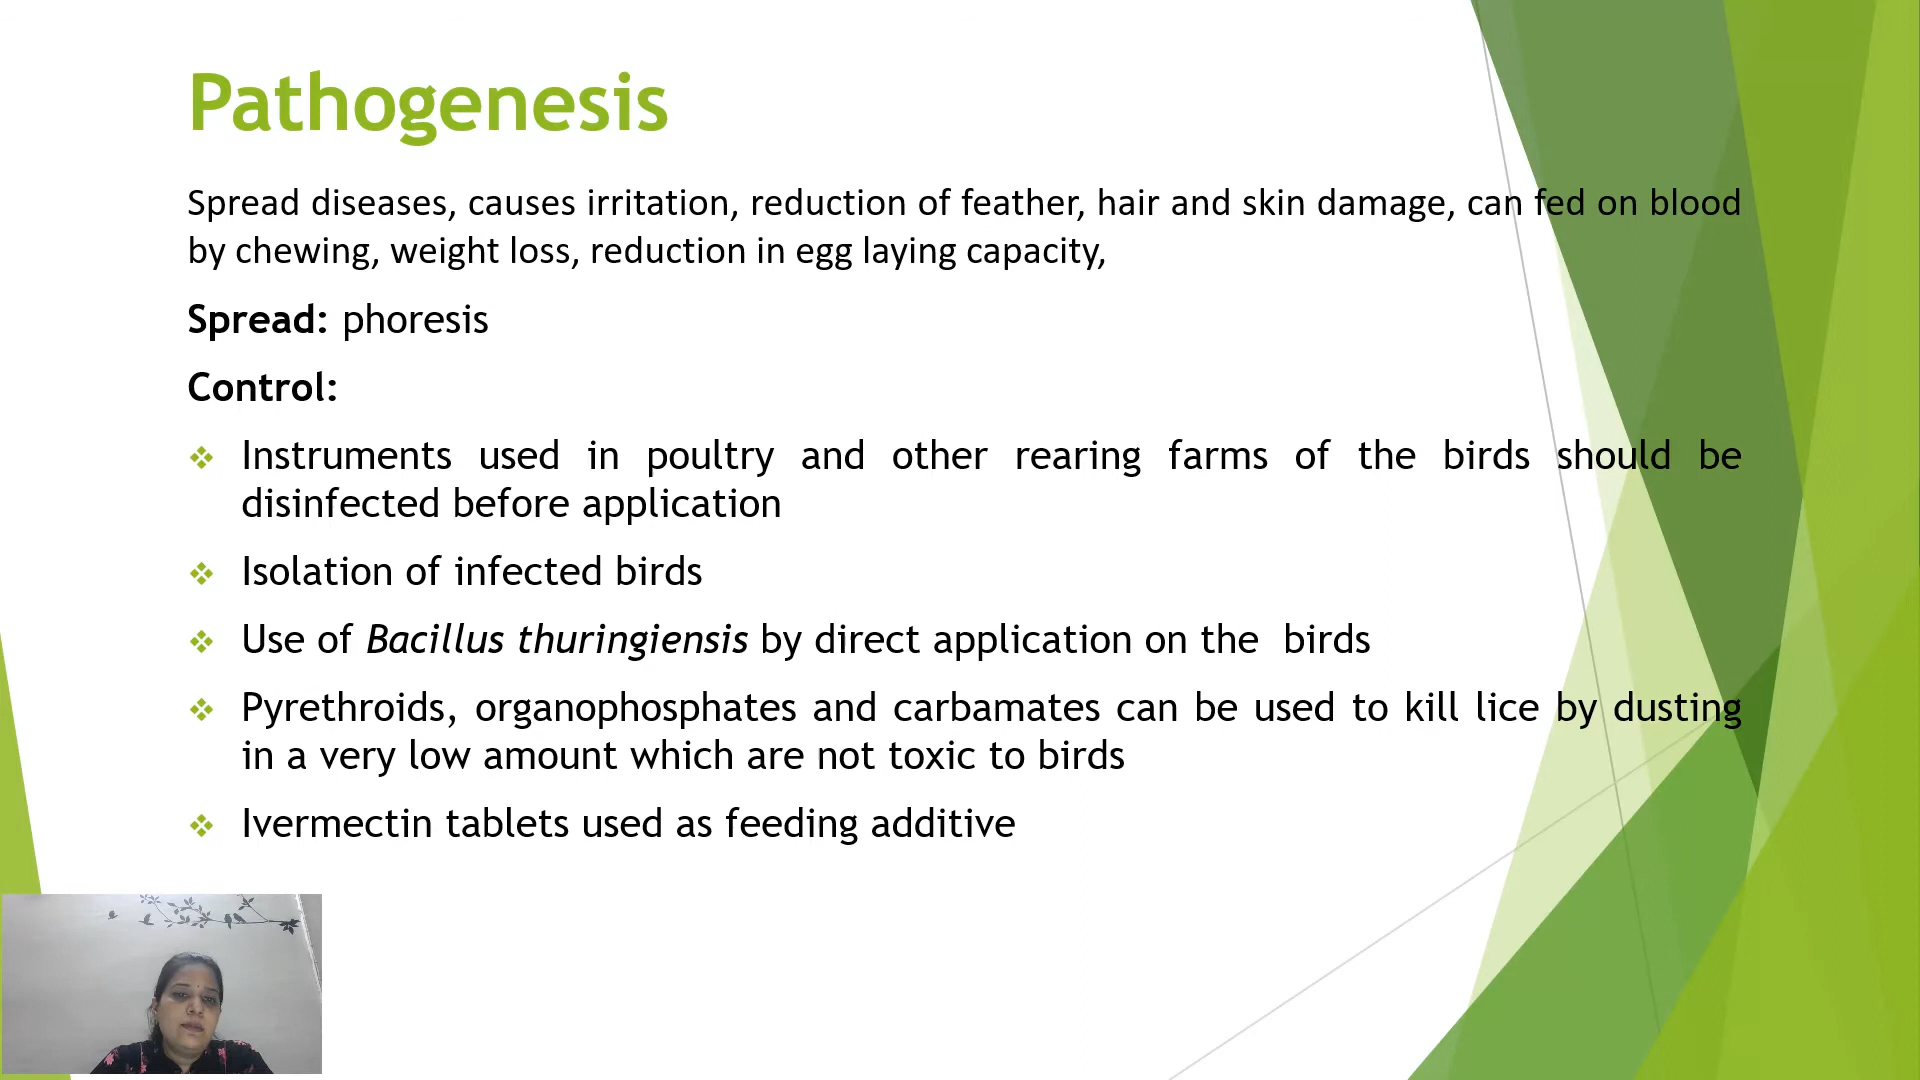 Pathogenesis
Spread diseases, causes irritation, reduction of feather, hair and skin damage, can fed on blood
by chewing, weight loss, reduction in egg laying capacity,
Spread: phoresis
Control:
Instruments used in poultry and other rearing farms of the birds should be
disinfected before application
Isolation of infected birds
Use of Bacillus thuringiensis by direct application on the  birds
Pyrethroids, organophosphates and carbamates can be used to kill lice by dusting
in a very low amount which are not toxic to birds
Ivermectin tablets used as feeding additive